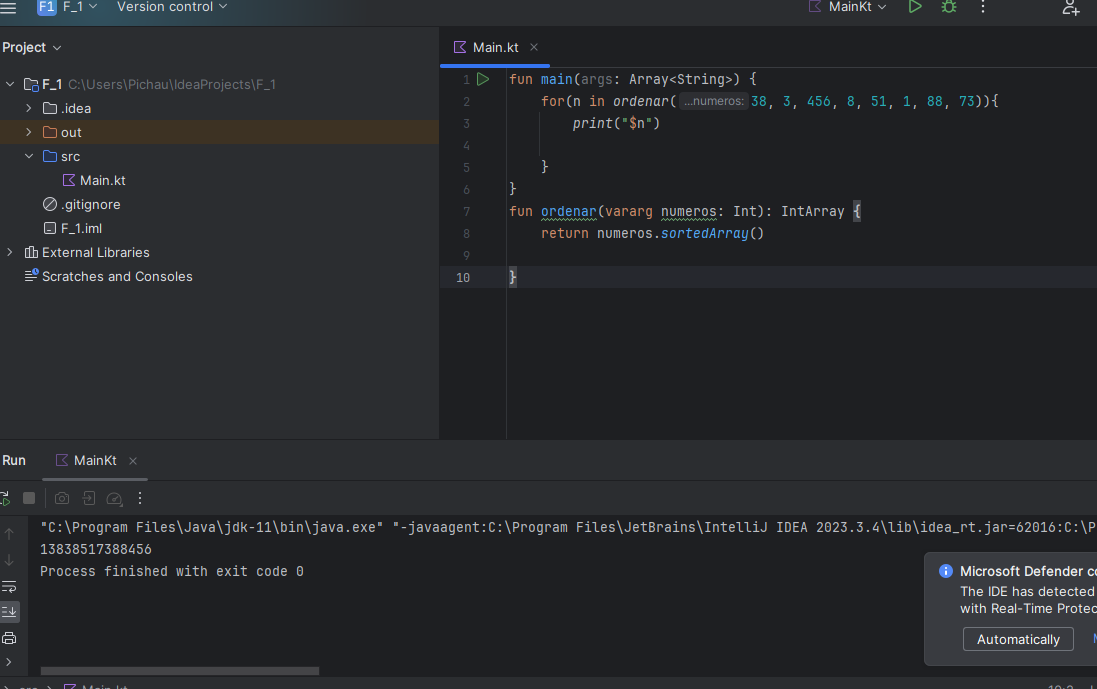 F1 F_1 Version control MainKt
Project
Main.kt
F_1 C:\Users\Pichau\IdeaProjects\F_1
.idea
out
src
Main.kt
.gitignore
F_1.iml
External Libraries
Scratches and Consoles
1 fun main(args: Array<String>) {
2 for(n in ordenar( ...numeros: 38, 3, 456, 8, 51, 1, 88, 73)){
3 print("$n")
4
5 }
6 }
7 fun ordenar(vararg numeros: Int): IntArray {
8 return numeros.sortedArray()
9
10 }
Run MainKt
"C:\Program Files\Java\jdk-11\bin\java.exe" "-javaagent:C:\Program Files\JetBrains\IntelliJ IDEA 2023.3.4\lib\idea_rt.jar=62016:C:\P
13838517388456
Process finished with exit code 0
Microsoft Defender co
The IDE has detected
with Real-Time Protec
Automatically